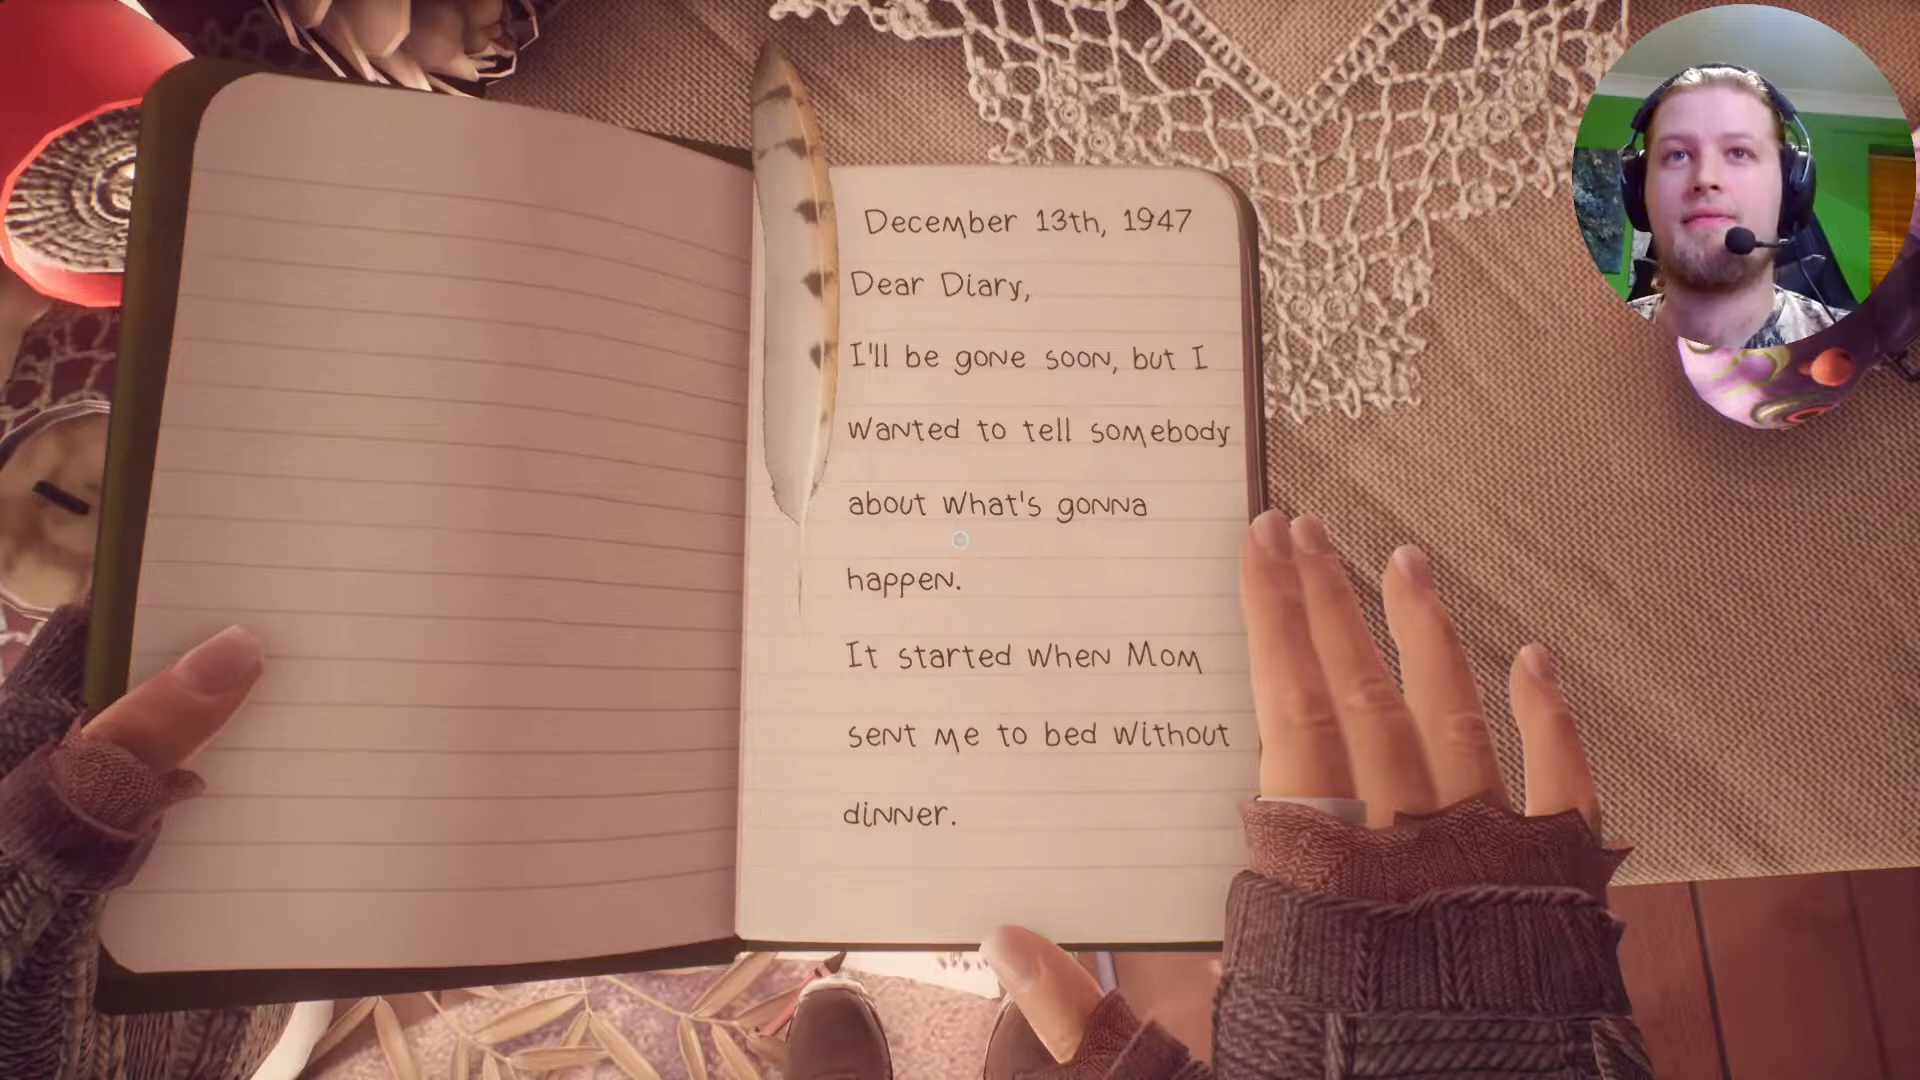 December 13th, 1947
Dear Diary,
I'll be gone soon, but I
wanted to tell somebody
about what's gonna
happen.
It started when Mom
sent me to bed without
dinner.